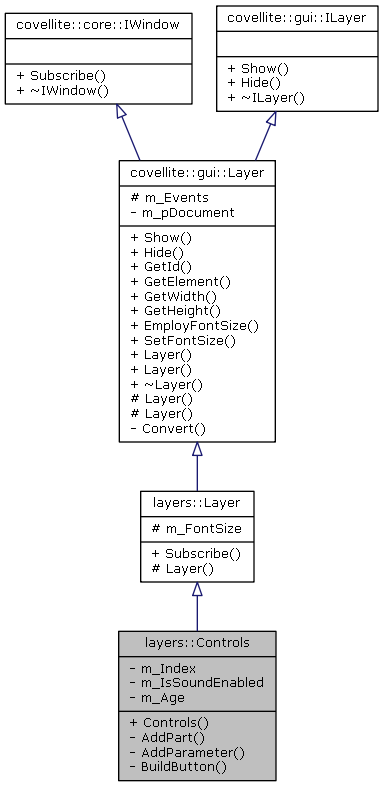 covellite::core::IWindow
+ Subscribe()
+ ~IWindow()
covellite::gui::ILayer
+ Show()
+ Hide()
+ ~ILayer()
covellite::gui::Layer
# m_Events
- m_pDocument
+ Show()
+ Hide()
+ GetId()
+ GetElement()
+ GetWidth()
+ GetHeight()
+ EmployFontSize()
+ SetFontSize()
+ Layer()
+ Layer()
+ ~Layer()
# Layer()
# Layer()
- Convert()
layers::Layer
# m_FontSize
+ Subscribe()
# Layer()
layers::Controls
- m_Index
- m_IsSoundEnabled
- m_Age
+ Controls()
- AddPart()
- AddParameter()
- BuildButton()